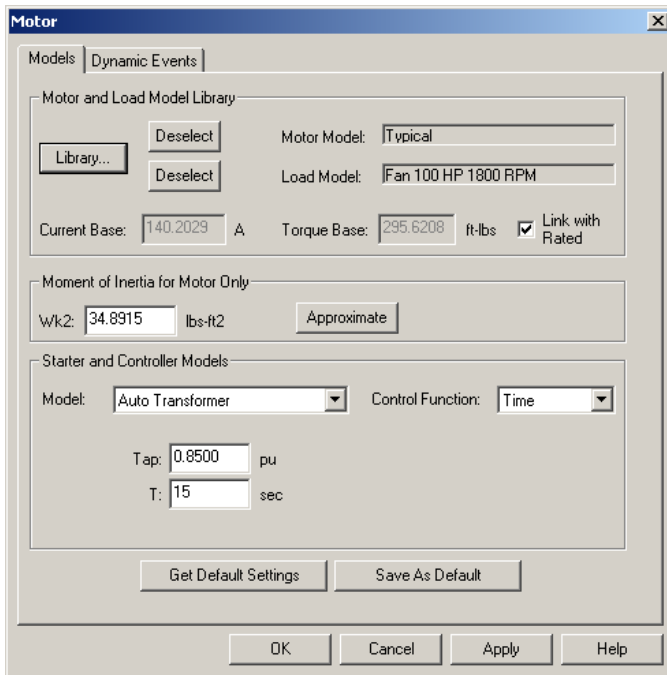 Motor
Models Dynamic Events
Motor and Load Model Library
Library...
Deselect Motor Model: Typical
Deselect Load Model: Fan 100 HP 1800 RPM
Current Base: 140.2029 A Torque Base: 295.6208 ft-lbs Link with Rated
Moment of Inertia for Motor Only
Wk2: 34.8915 lbs-ft2 Approximate
Starter and Controller Models
Model: Auto Transformer Control Function: Time
Tap: 0.8500 pu
T: 15 sec
Get Default Settings Save As Default
OK Cancel Apply Help